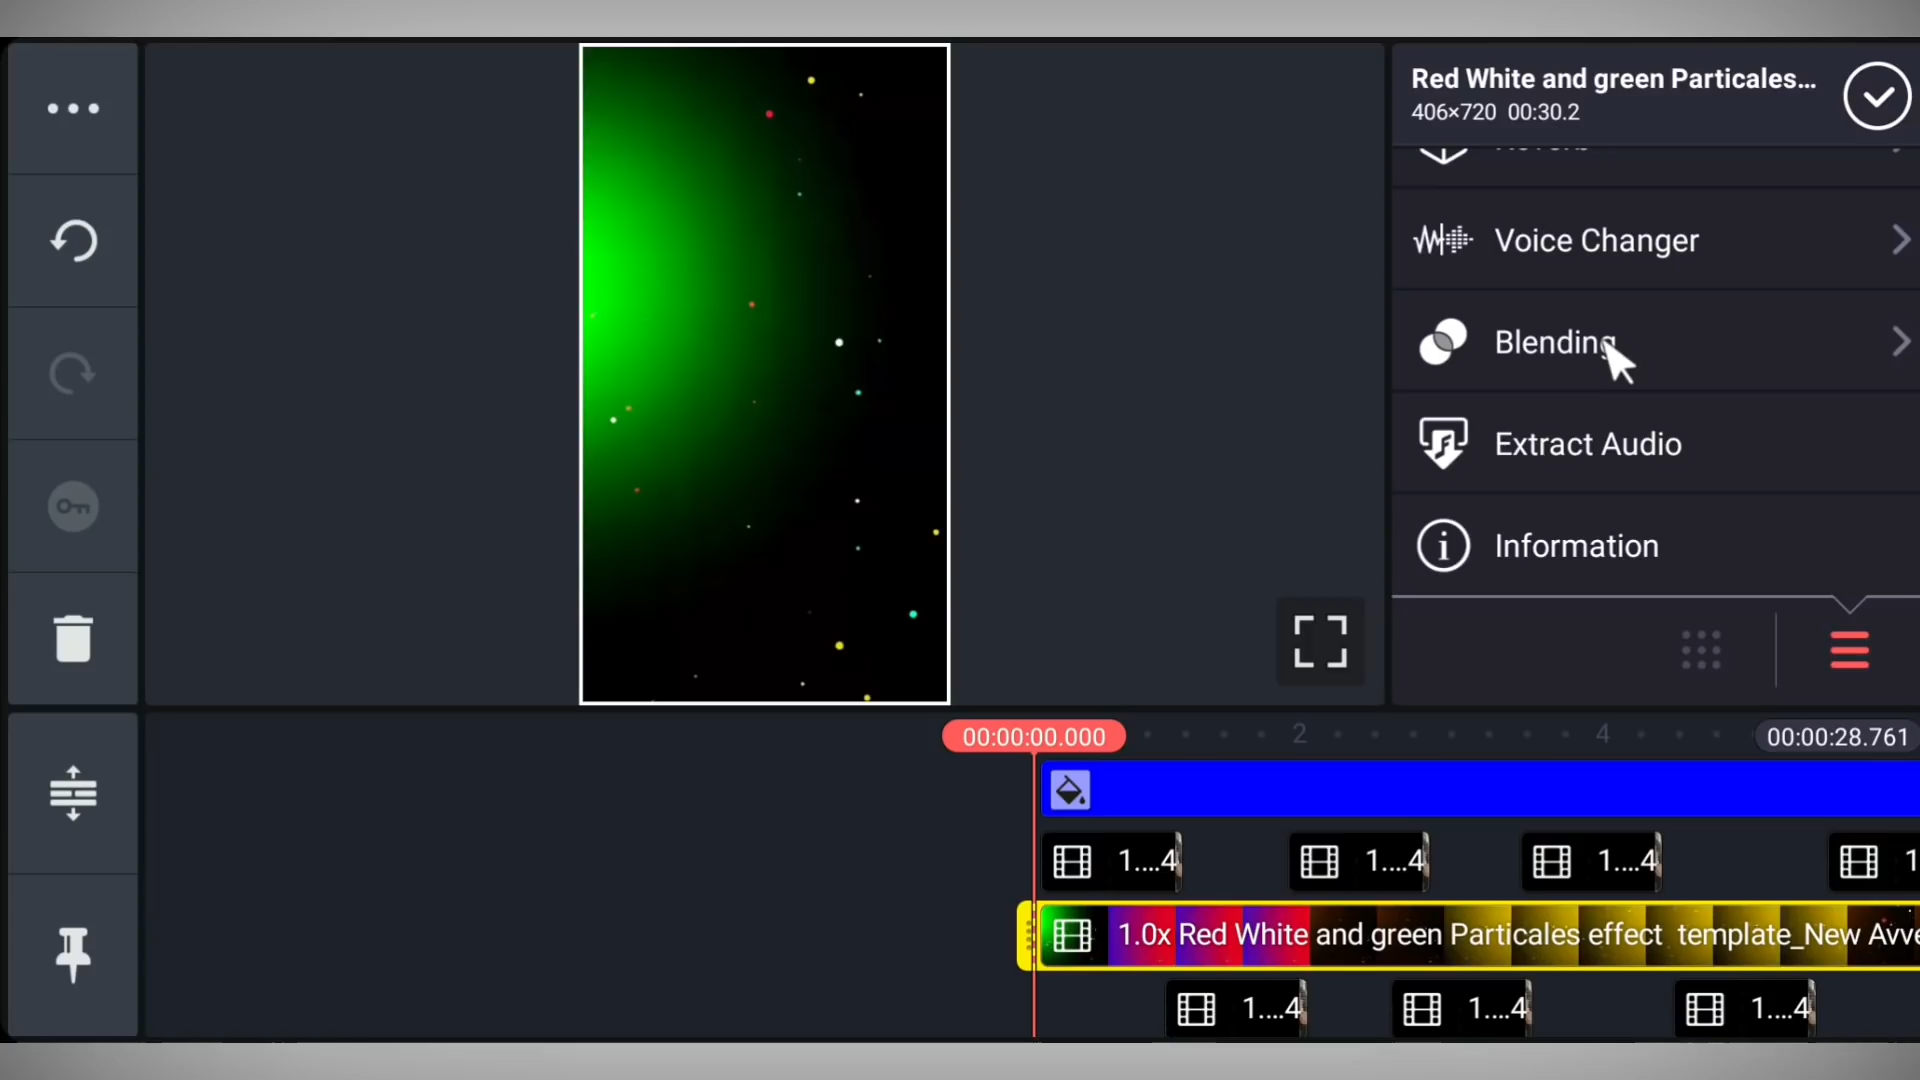 Red White and green Particales...
406×720 00:30.2
Reverb
Voice Changer
Blending
Extract Audio
Information
00:00:00.000
2
4
00:00:28.761
1....4
1....4
1....4
1
1.0x Red White and green Particales effect template_New Avve
1....4
1....4
1....4